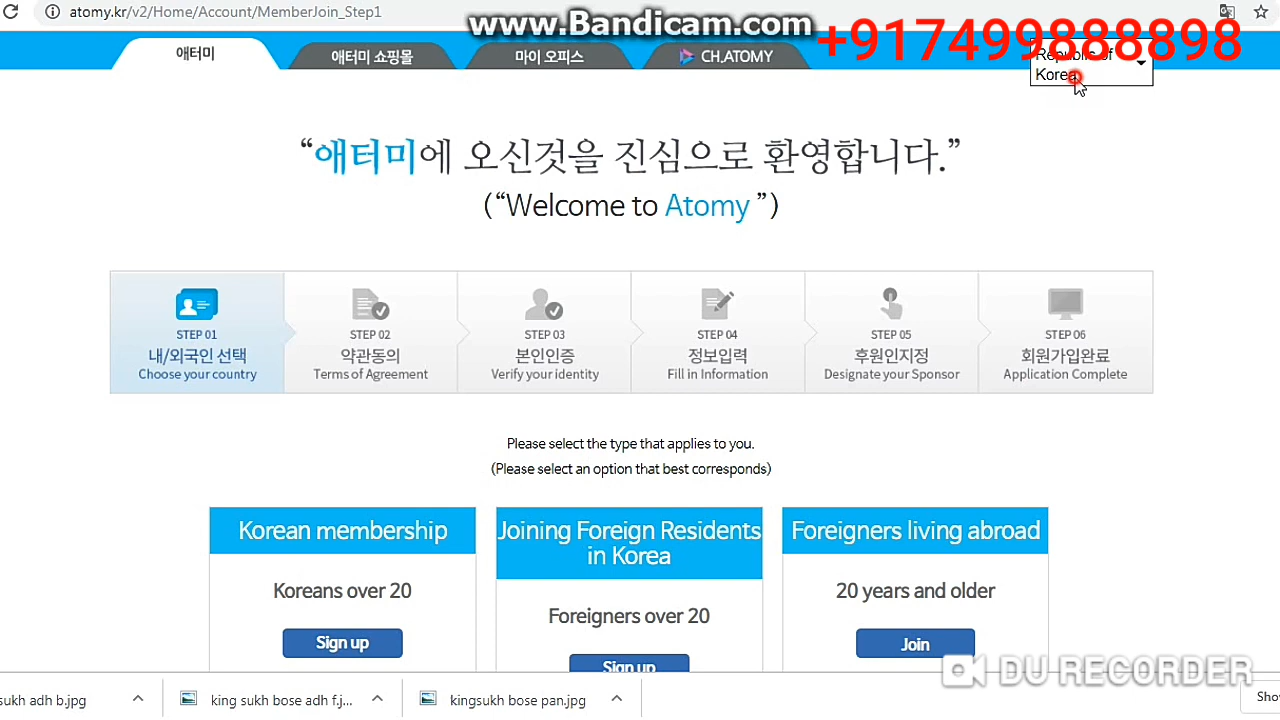 atomy.kr/v2/Home/Account/MemberJoin_Step1
www.Bandicam.com
+917499888898
애터미
애터미 쇼핑몰
마이 오피스
CH.ATOMY
Republic of
Korea
“애터미에 오신것을 진심으로 환영합니다.”
(“Welcome to Atomy ”)
STEP 01
내/외국인 선택
Choose your country
STEP 02
약관동의
Terms of Agreement
STEP 03
본인인증
Verify your identity
STEP 04
정보입력
Fill in Information
STEP 05
후원인지정
Designate your Sponsor
STEP 06
회원가입완료
Application Complete
Please select the type that applies to you.
(Please select an option that best corresponds)
Korean membership
Koreans over 20
Sign up
Joining Foreign Residents
in Korea
Foreigners over 20
Sign up
Foreigners living abroad
20 years and older
Join
DU RECORDER
sukh adh b.jpg
king sukh bose adh f.j...
kingsukh bose pan.jpg
Sho